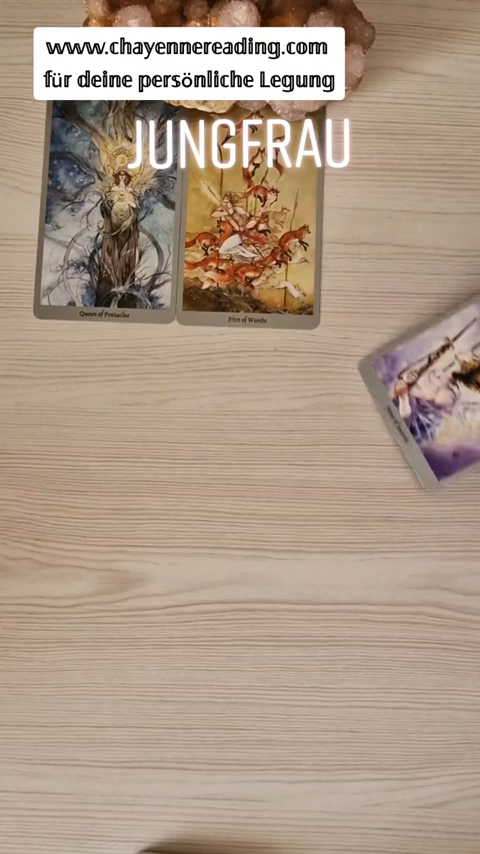 www.chayennereading.com
für deine persönliche Legung
JUNGFRAU
Queen of Pentacles
Five of Wands